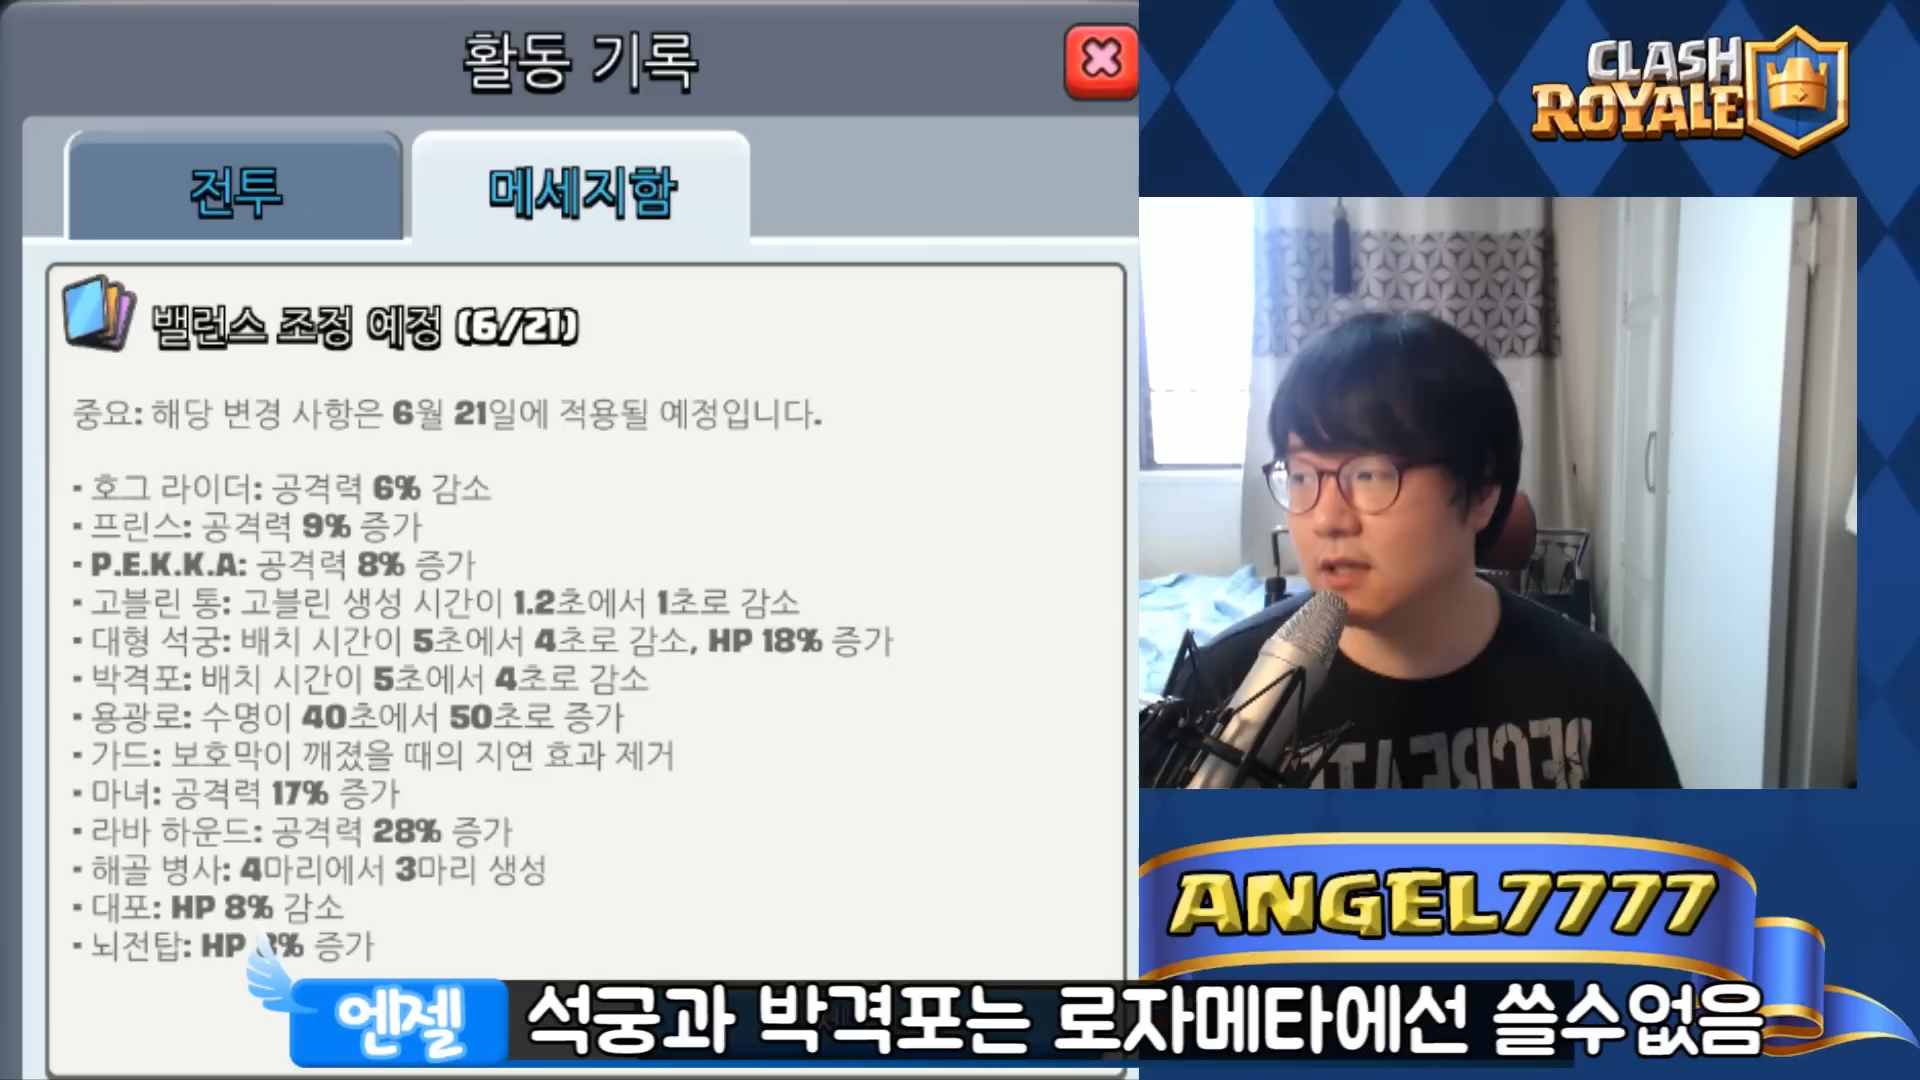 활동 기록
전투
메세지함
밸런스 조정 예정 (6/21)
중요: 해당 변경 사항은 6월 21일에 적용될 예정입니다.
- 호그 라이더: 공격력 6% 감소
- 프린스: 공격력 9% 증가
- P.E.K.K.A: 공격력 8% 증가
- 고블린 통: 고블린 생성 시간이 1.2초에서 1초로 감소
- 대형 석궁: 배치 시간이 5초에서 4초로 감소, HP 18% 증가
- 박격포: 배치 시간이 5초에서 4초로 감소
- 용광로: 수명이 40초에서 50초로 증가
- 가드: 보호막이 깨졌을 때의 지연 효과 제거
- 마녀: 공격력 17% 증가
- 라바 하운드: 공격력 28% 증가
- 해골 병사: 4마리에서 3마리 생성
- 대포: HP 8% 감소
- 뇌전탑: HP 증가
CLASH
ROYALE
ANGEL7777
엔젤
석궁과 박격포는 로자메타에선 쓸수없음